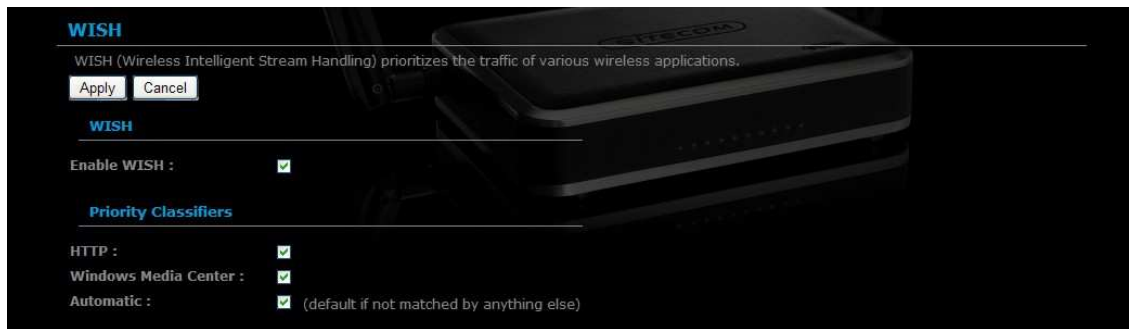 WISH
SITECOM
WISH (Wireless Intelligent Stream Handling) prioritizes the traffic of various wireless applications.
Apply Cancel
WISH
Enable WISH :
Priority Classifiers
HTTP :
Windows Media Center :
Automatic : (default if not matched by anything else)